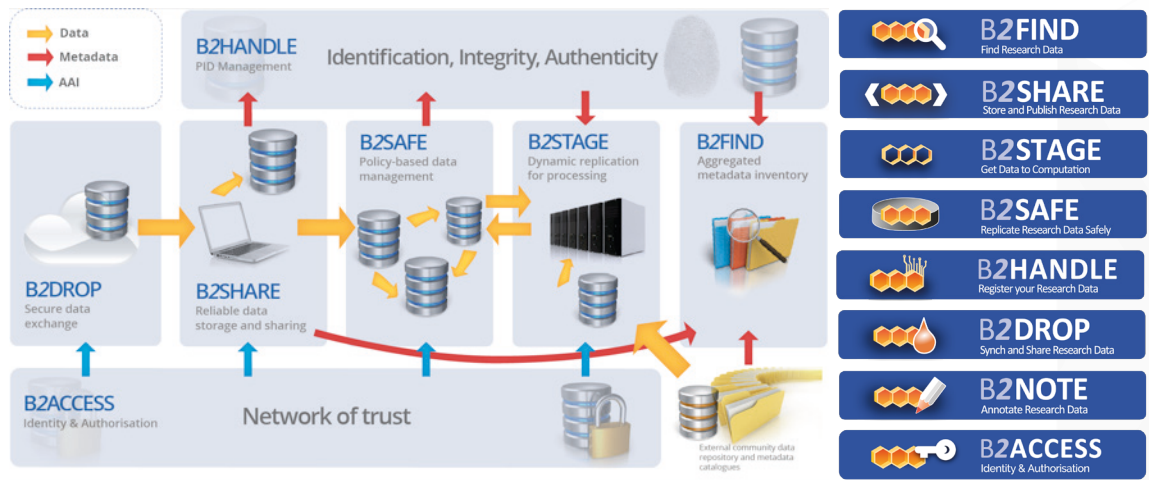 Data
Metadata
AAI
B2HANDLE
PID Management
Identification, Integrity, Authenticity
B2DROP
Secure data
exchange
B2SHARE
Reliable data
storage and sharing
B2SAFE
Policy-based data
management
B2STAGE
Dynamic replication
for processing
B2FIND
Aggregated
metadata inventory
B2ACCESS
Identity & Authorisation
Network of trust
External community data
repository and metadata
catalogues
B2FIND
Find Research Data
B2SHARE
Store and Publish Research Data
B2STAGE
Get Data to Computation
B2SAFE
Replicate Research Data Safely
B2HANDLE
Register your Research Data
B2DROP
Synch and Share Research Data
B2NOTE
Annotate Research Data
B2ACCESS
Identity & Authorisation